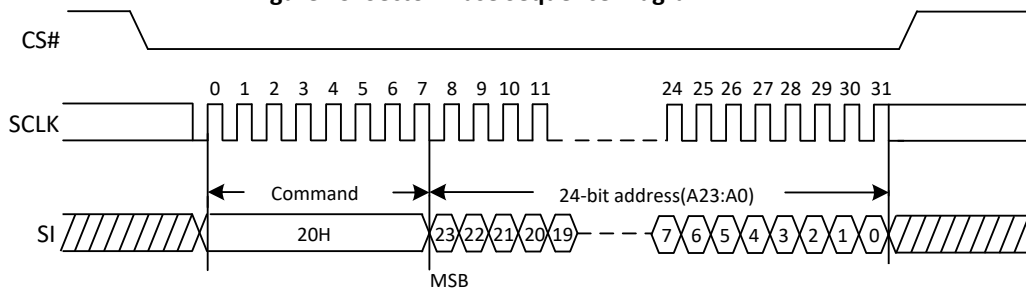 CS#
0 1 2 3 4 5 6 7 8 9 10 11 24 25 26 27 28 29 30 31
SCLK
Command 24-bit address(A23:A0)
SI 20H 23 22 21 20 19 7 6 5 4 3 2 1 0
MSB